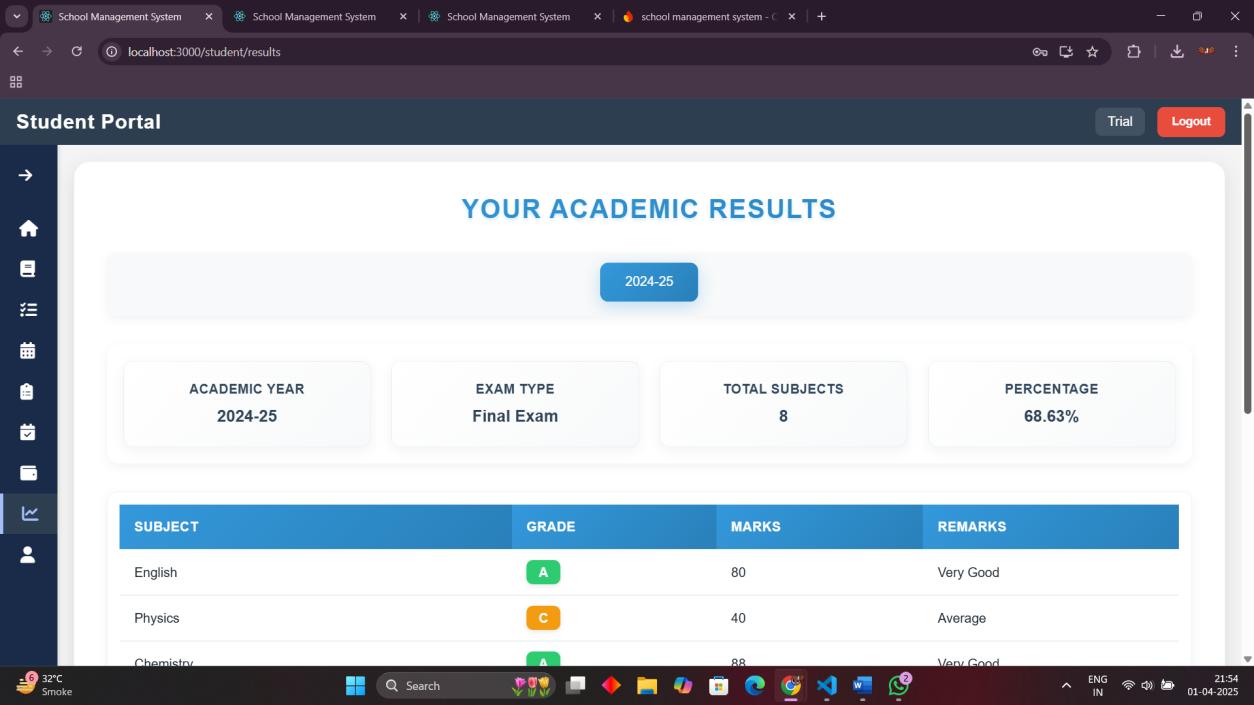 School Management System
School Management System
School Management System
school management system -
localhost:3000/student/results
Student Portal
Trial
Logout
YOUR ACADEMIC RESULTS
2024-25
ACADEMIC YEAR
2024-25
EXAM TYPE
Final Exam
TOTAL SUBJECTS
8
PERCENTAGE
68.63%
SUBJECT GRADE MARKS REMARKS
English A 80 Very Good
Physics C 40 Average
Chemistry A 88 Very Good
6
32°C
Smoke
Search
2
ENG
IN
21:54
01-04-2025